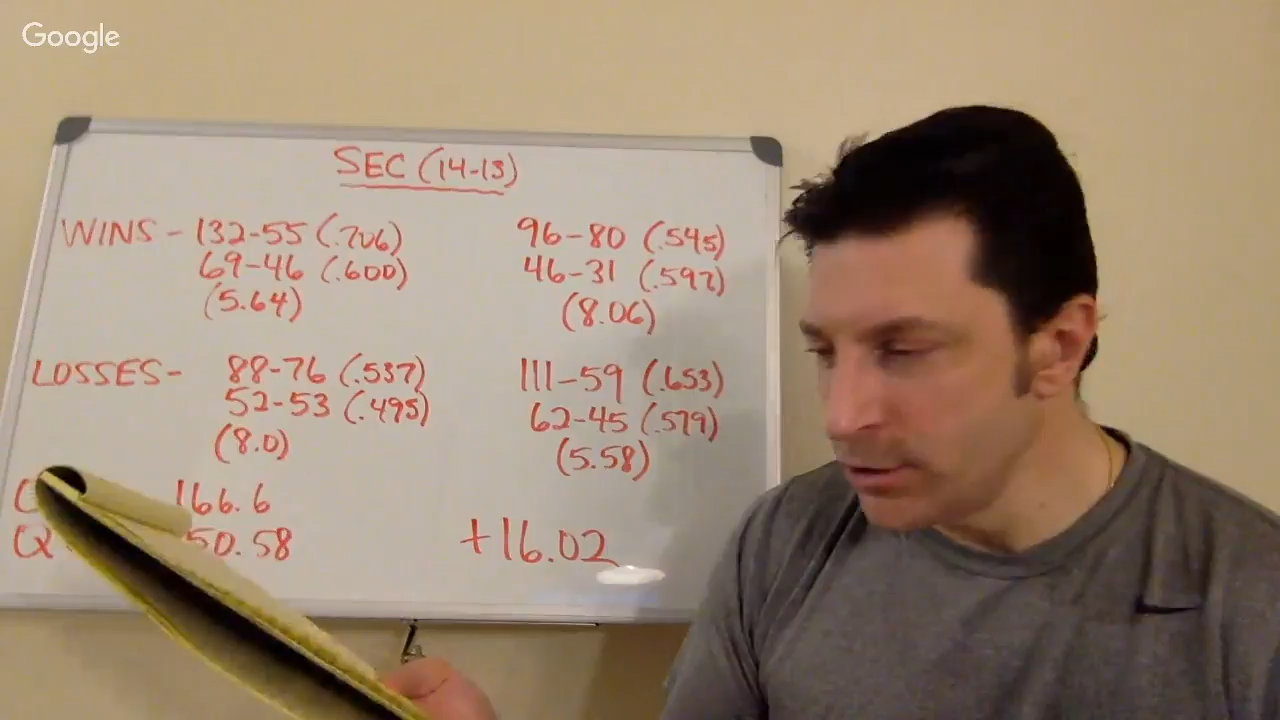 Google
SEC (14-13)
WINS - 132-55 (.706)
69-46 (.600)
(5.64)
96-80 (.545)
46-31 (.597)
(8.06)
LOSSES - 88-76 (.537)
52-53 (.495)
(8.0)
111-59 (.653)
62-45 (.579)
(5.58)
166.6
Q 50.58
+16.02